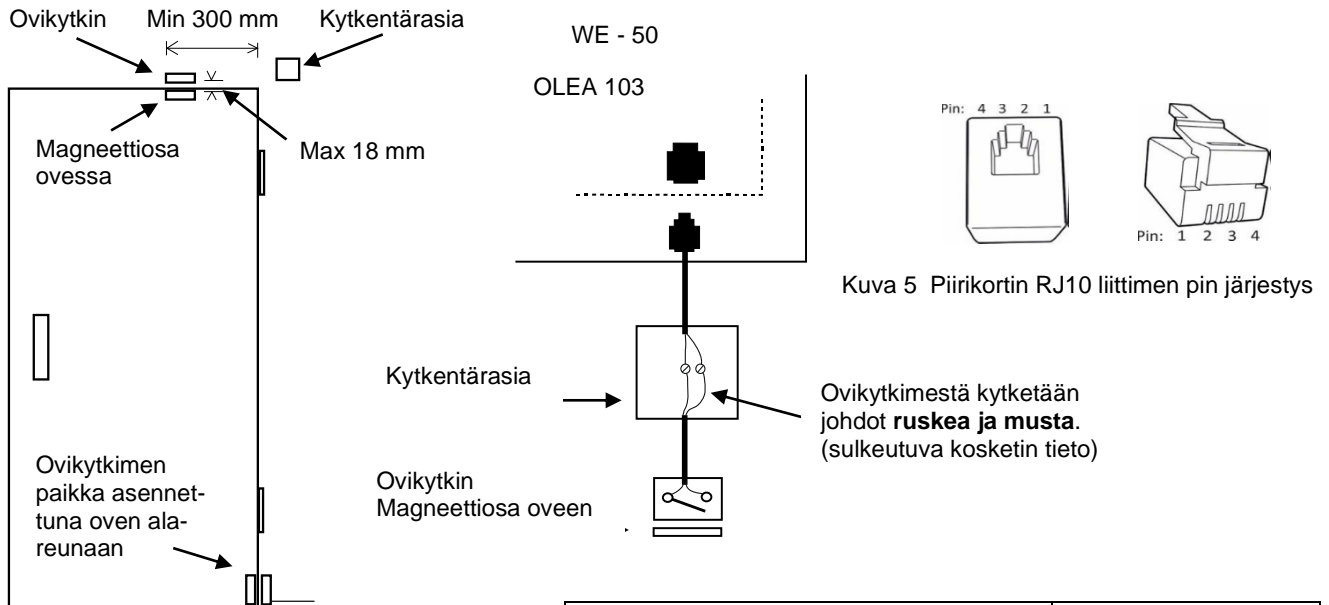 Ovikytkin
Min 300 mm
Kytkentärasia
Magneettiosa
ovessa
Max 18 mm
Ovikytkimen
paikka asennet-
tuna oven ala-
reunaan
WE - 50
OLEA 103
Kytkentärasia
Ovikytkin
Magneettiosa oveen
Pin: 4 3 2 1
Pin: 1 2 3 4
Kuva 5 Piirikortin RJ10 liittimen pin järjestys
Ovikytkimestä kytketään
johdot ruskea ja musta.
(sulkeutuva kosketin tieto)